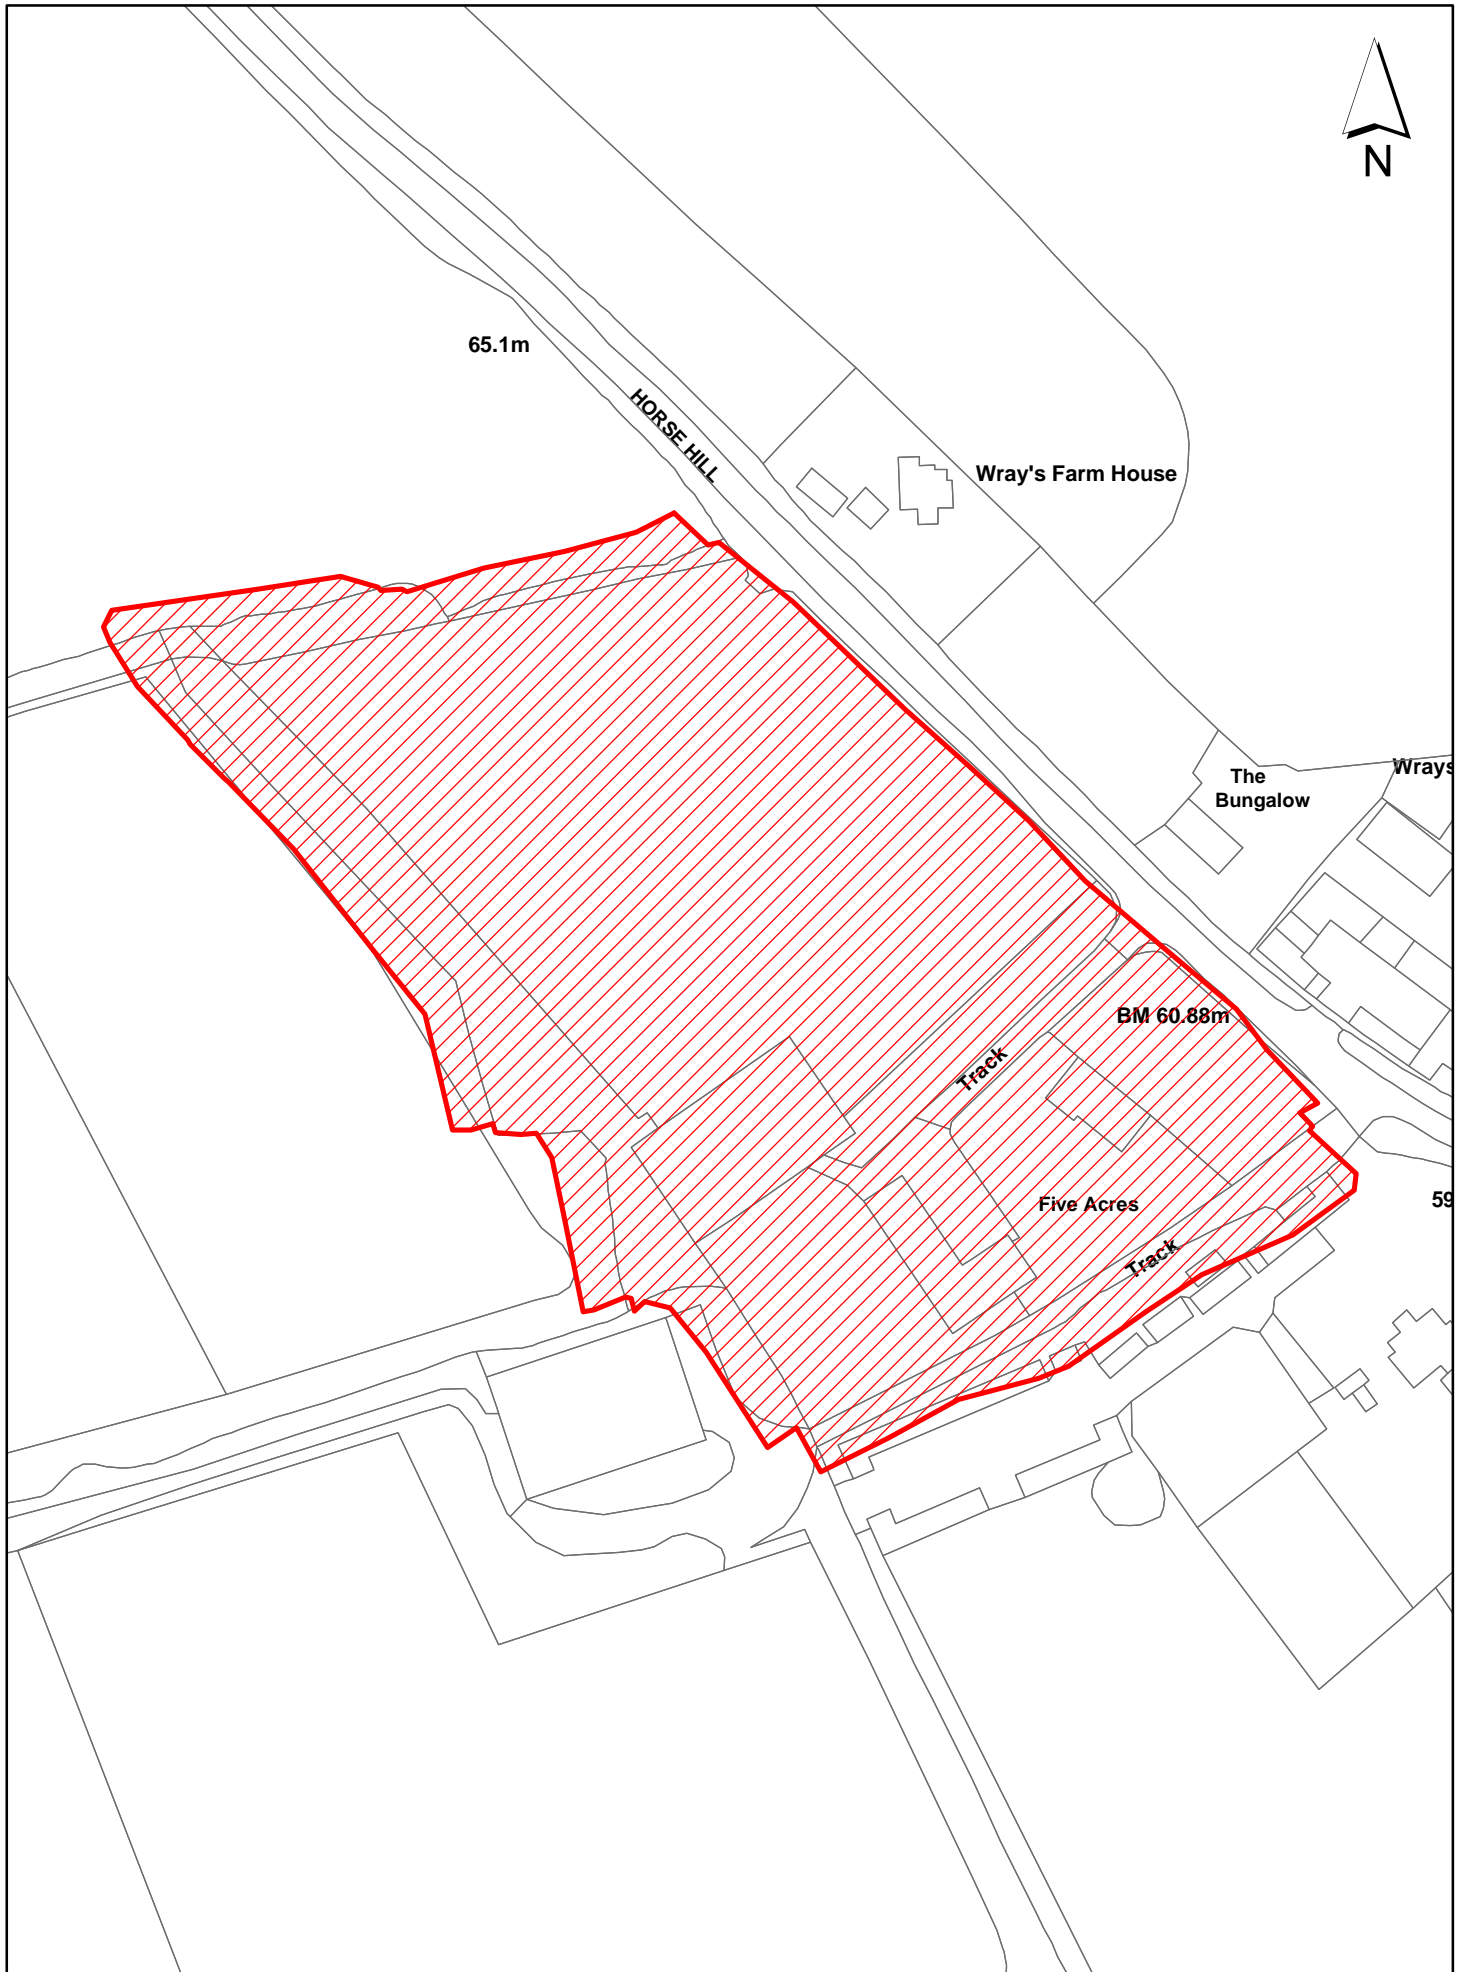 N
65.1m
HORSE HILL
Wray's Farm House
The
Bungalow
Wrays
BM 60.88m
Track
Five Acres
59
Track